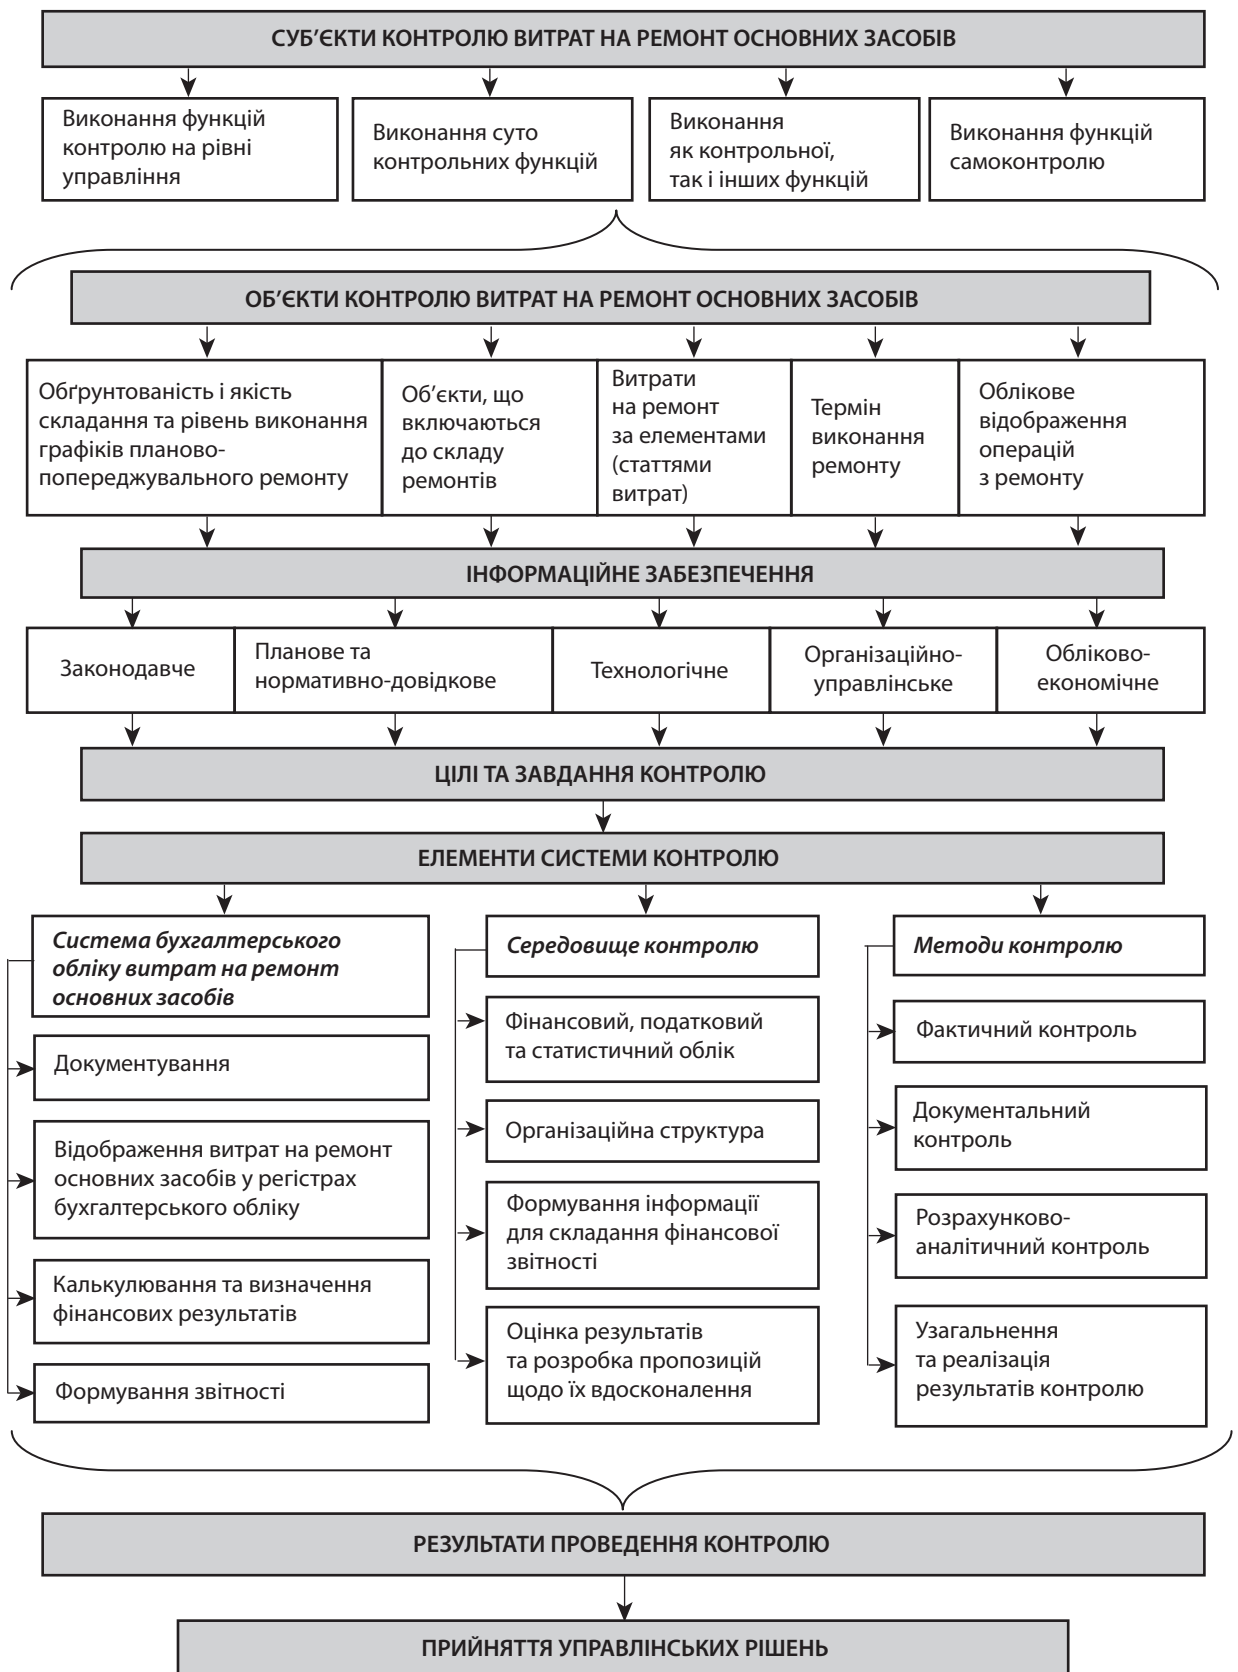 СУБ’ЄКТИ КОНТРОЛЮ ВИТРАТ НА РЕМОНТ ОСНОВНИХ ЗАСОБІВ
Виконання функцій
контролю на рівні
управління
Виконання суто
контрольних функцій
Виконання
як контрольної,
так і інших функцій
Виконання функцій
самоконтролю
ОБ’ЄКТИ КОНТРОЛЮ ВИТРАТ НА РЕМОНТ ОСНОВНИХ ЗАСОБІВ
Обґрунтованість і якість
складання та рівень виконання
графіків планово-
попереджувального ремонту
Об’єкти, що
включаються
до складу
ремонтів
Витрати
на ремонт
за елементами
(статтями
витрат)
Термін
виконання
ремонту
Облікове
відображення
операцій
з ремонту
ІНФОРМАЦІЙНЕ ЗАБЕЗПЕЧЕННЯ
Законодавче
Планове та
нормативно-довідкове
Технологічне
Організаційно-
управлінське
Обліково-
економічне
ЦІЛІ ТА ЗАВДАННЯ КОНТРОЛЮ
ЕЛЕМЕНТИ СИСТЕМИ КОНТРОЛЮ
Система бухгалтерського
обліку витрат на ремонт
основних засобів
Документування
Відображення витрат на ремонт
основних засобів у регістрах
бухгалтерського обліку
Калькулювання та визначення
фінансових результатів
Формування звітності
Середовище контролю
Фінансовий, податковий
та статистичний облік
Організаційна структура
Формування інформації
для складання фінансової
звітності
Оцінка результатів
та розробка пропозицій
щодо їх вдосконалення
Методи контролю
Фактичний контроль
Документальний
контроль
Розрахунково-
аналітичний контроль
Узагальнення
та реалізація
результатів контролю
РЕЗУЛЬТАТИ ПРОВЕДЕННЯ КОНТРОЛЮ
ПРИЙНЯТТЯ УПРАВЛІНСЬКИХ РІШЕНЬ